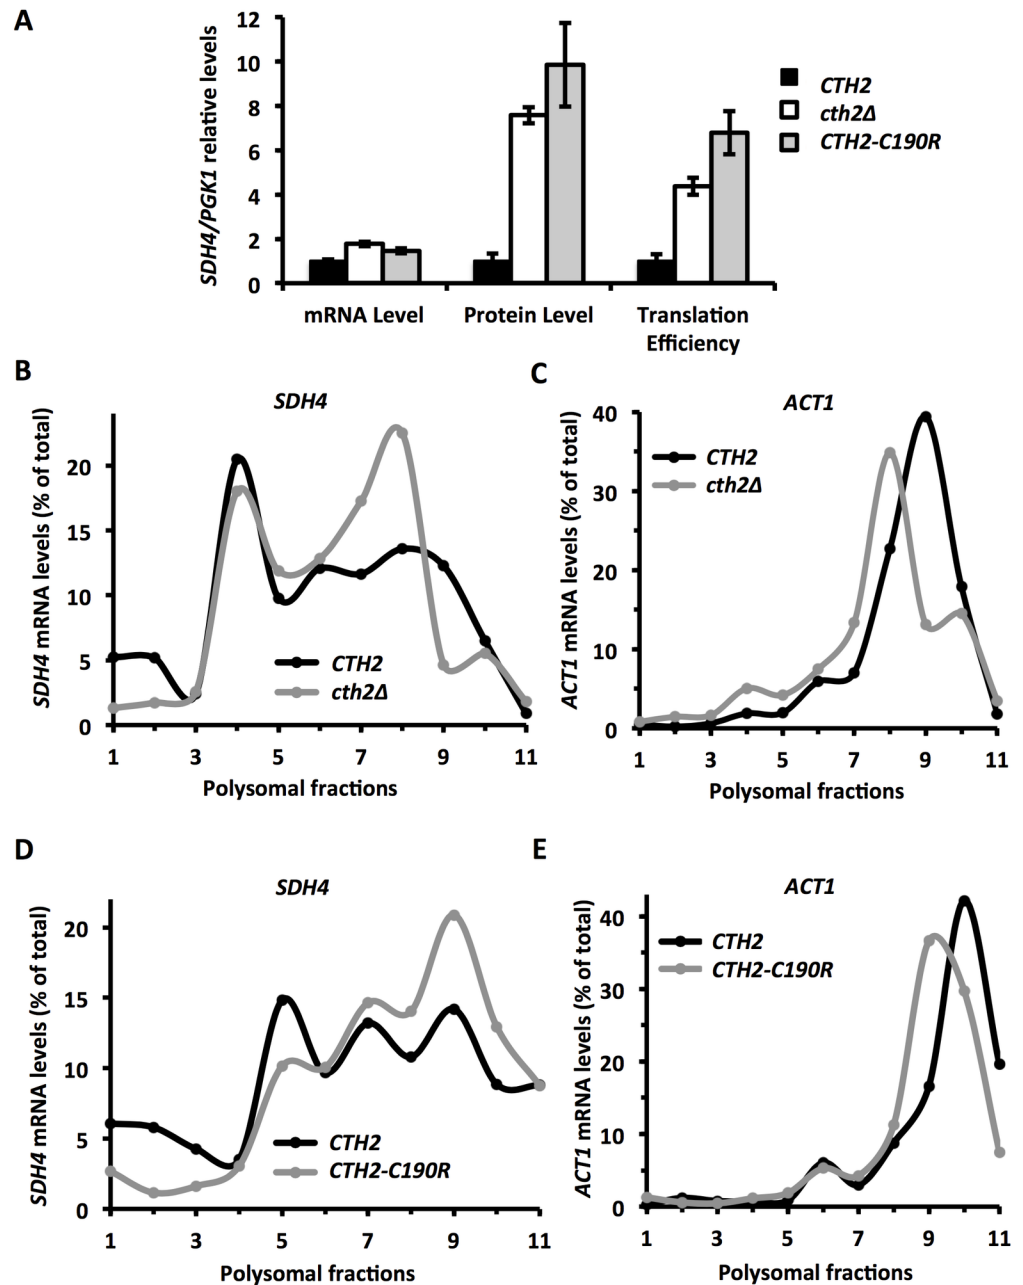 A
SDH4/PGK1 relative levels
12
10
8
6
4
2
0
mRNA Level
Protein Level
Translation
Efficiency
CTH2
cth2Δ
CTH2-C190R
B
SDH4
SDH4 mRNA levels (% of total)
20
15
10
5
0
CTH2
cth2Δ
1 3 5 7 9 11
Polysomal fractions
C
ACT1
ACT1 mRNA levels (% of total)
40
30
20
10
0
CTH2
cth2Δ
1 3 5 7 9 11
Polysomal fractions
D
SDH4
SDH4 mRNA levels (% of total)
20
15
10
5
0
CTH2
CTH2-C190R
1 3 5 7 9 11
Polysomal fractions
E
ACT1
ACT1 mRNA levels (% of total)
40
30
20
10
0
CTH2
CTH2-C190R
1 3 5 7 9 11
Polysomal fractions